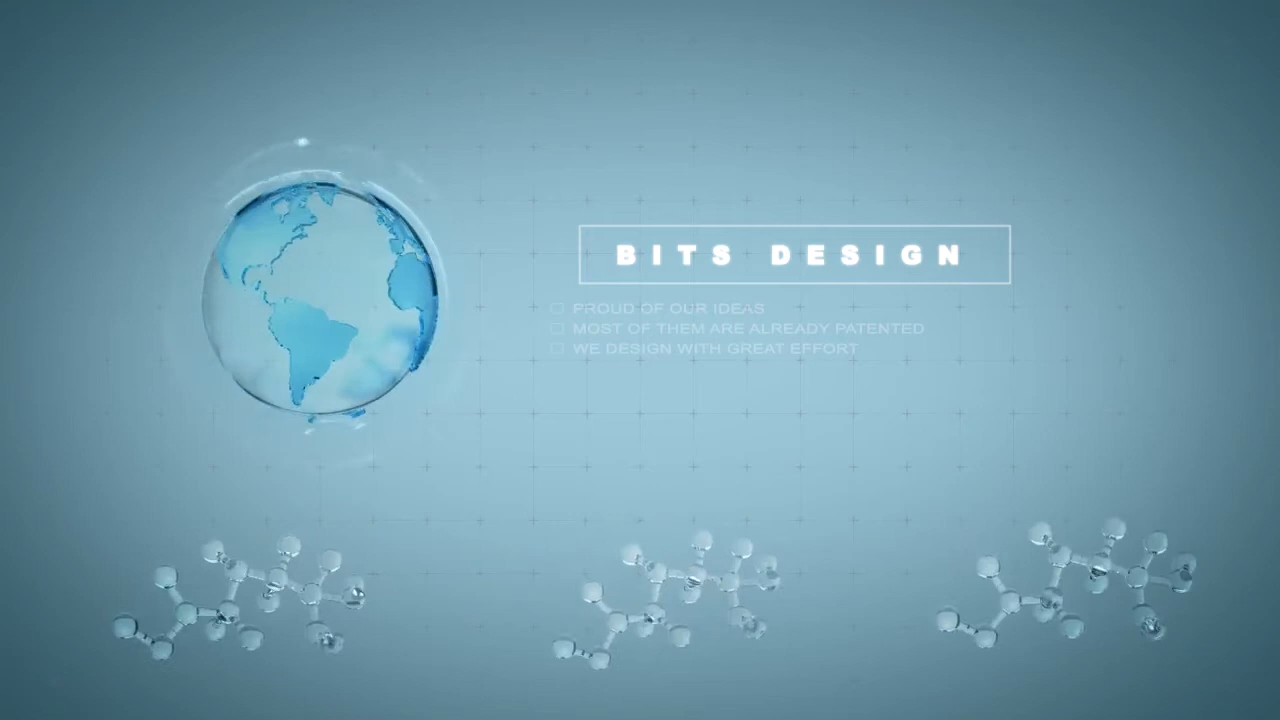 BITS DESIGN
PROUD OF OUR IDEAS
MOST OF THEM ARE ALREADY PATENTED
WE DESIGN WITH GREAT EFFORT